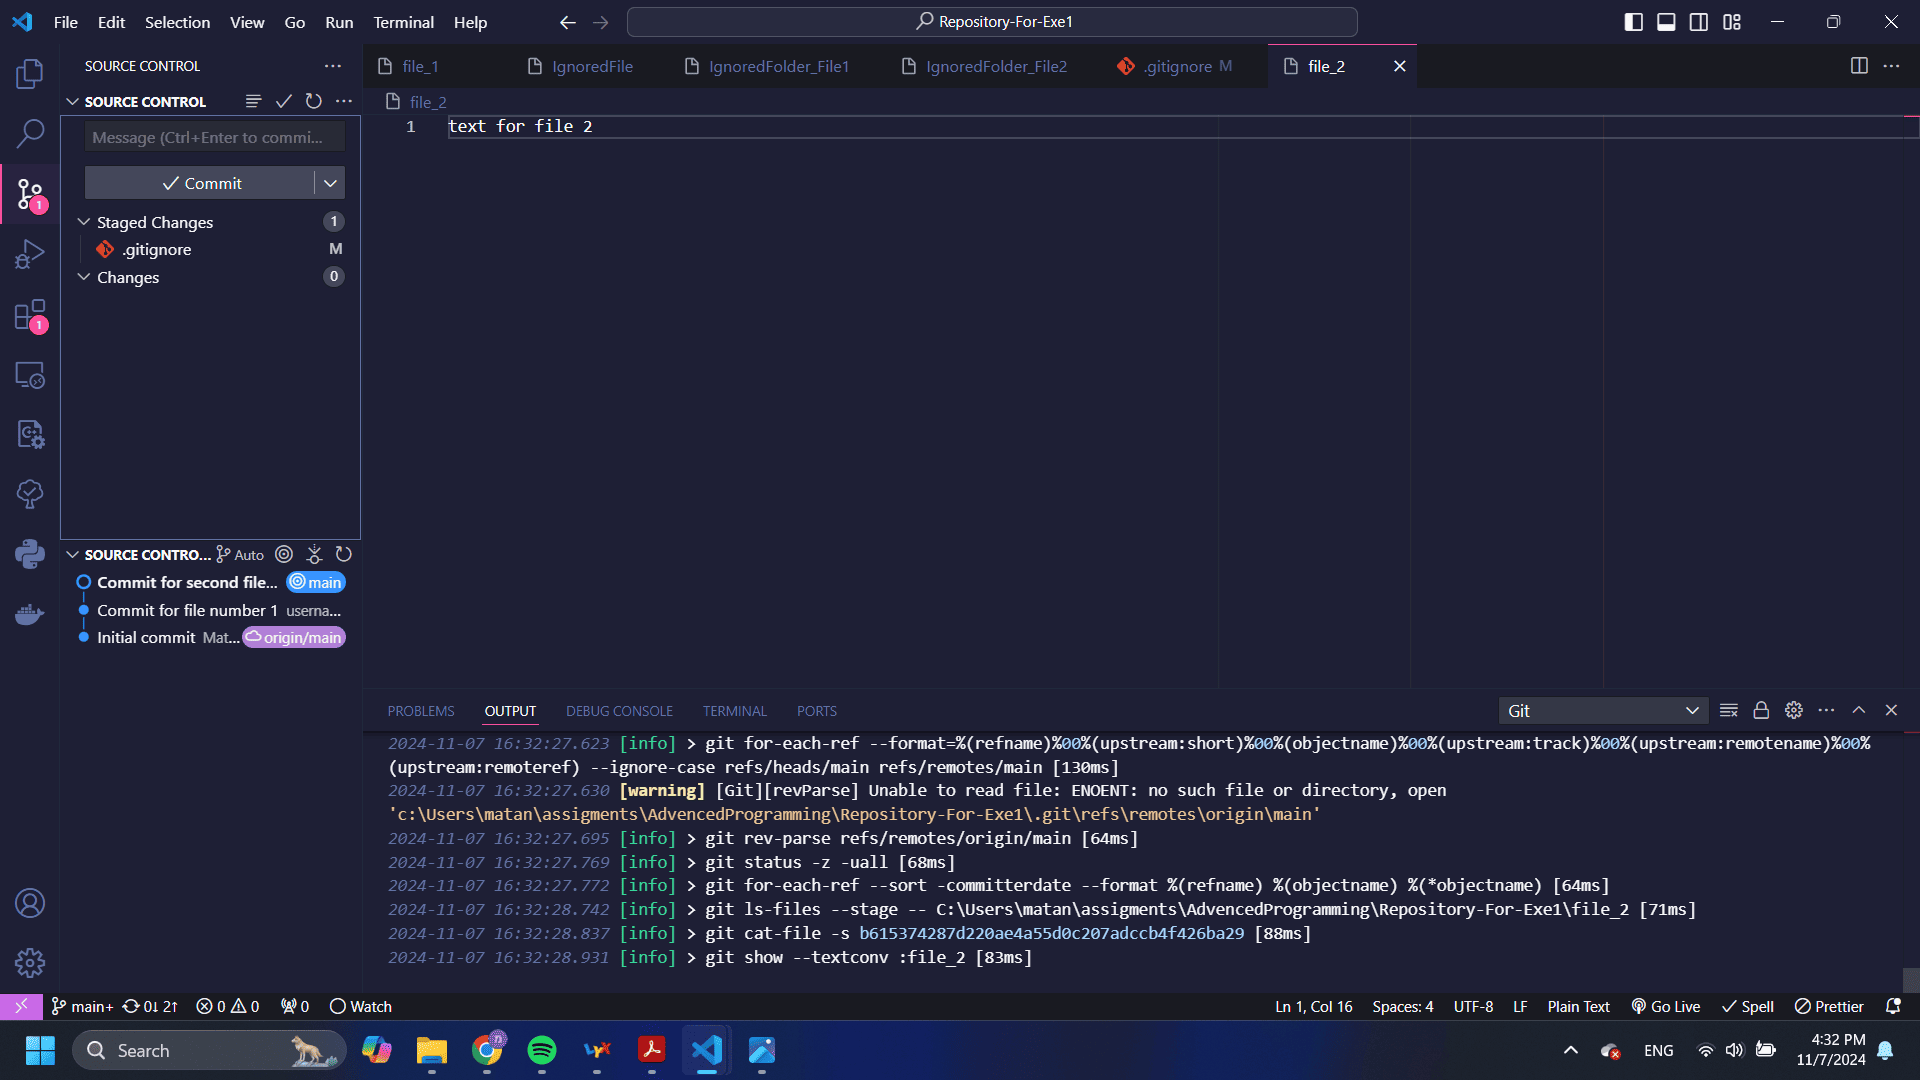 File Edit Selection View Go Run Terminal Help
Repository-For-Exe1
SOURCE CONTROL
file_1
IgnoredFile
IgnoredFolder_File1
IgnoredFolder_File2
.gitignore M
file_2
SOURCE CONTROL
file_2
Message (Ctrl+Enter to commi...
1 text for file 2
Commit
1
Staged Changes 1
.gitignore M
Changes 0
1
SOURCE CONTRO... Auto
Commit for second file... main
Commit for file number 1 userna...
Initial commit Mat... origin/main
PROBLEMS OUTPUT DEBUG CONSOLE TERMINAL PORTS
Git
2024-11-07 16:32:27.623 [info] > git for-each-ref --format=%(refname)%00%(upstream:short)%00%(objectname)%00%(upstream:track)%00%(upstream:remotename)%00%
(upstream:remoteref) --ignore-case refs/heads/main refs/remotes/main [130ms]
2024-11-07 16:32:27.630 [warning] [Git][revParse] Unable to read file: ENOENT: no such file or directory, open
'c:\Users\matan\assigments\AdvencedProgramming\Repository-For-Exe1\.git\refs\remotes\origin\main'
2024-11-07 16:32:27.695 [info] > git rev-parse refs/remotes/origin/main [64ms]
2024-11-07 16:32:27.769 [info] > git status -z -uall [68ms]
2024-11-07 16:32:27.772 [info] > git for-each-ref --sort -committerdate --format %(refname) %(objectname) %(*objectname) [64ms]
2024-11-07 16:32:28.742 [info] > git ls-files --stage -- C:\Users\matan\assigments\AdvencedProgramming\Repository-For-Exe1\file_2 [71ms]
2024-11-07 16:32:28.837 [info] > git cat-file -s b615374287d220ae4a55d0c207adccb4f426ba29 [88ms]
2024-11-07 16:32:28.931 [info] > git show --textconv :file_2 [83ms]
main+ 0↓ 2↑ 0 0 0 Watch
Ln 1, Col 16 Spaces: 4 UTF-8 LF Plain Text Go Live Spell Prettier
Search
ENG
4:32 PM
11/7/2024